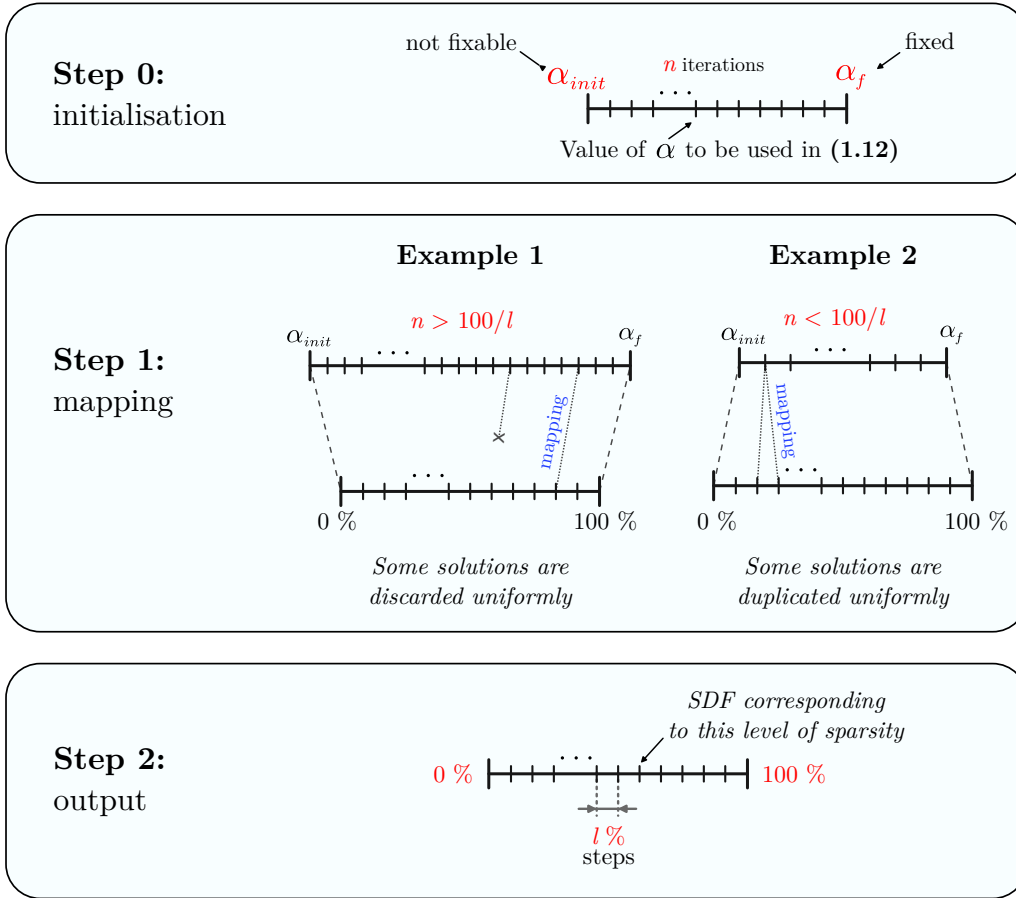 Step 0:
initialisation
not fixable
fixed
α_init
n iterations
α_f
. . .
Value of α to be used in (1.12)
Step 1:
mapping
Example 1
n > 100/l
α_init
. . .
α_f
mapping
. . .
0 %
100 %
Some solutions are
discarded uniformly
Example 2
n < 100/l
α_init
. . .
α_f
mapping
. . .
0 %
100 %
Some solutions are
duplicated uniformly
Step 2:
output
SDF corresponding
to this level of sparsity
. . .
0 %
100 %
l %
steps